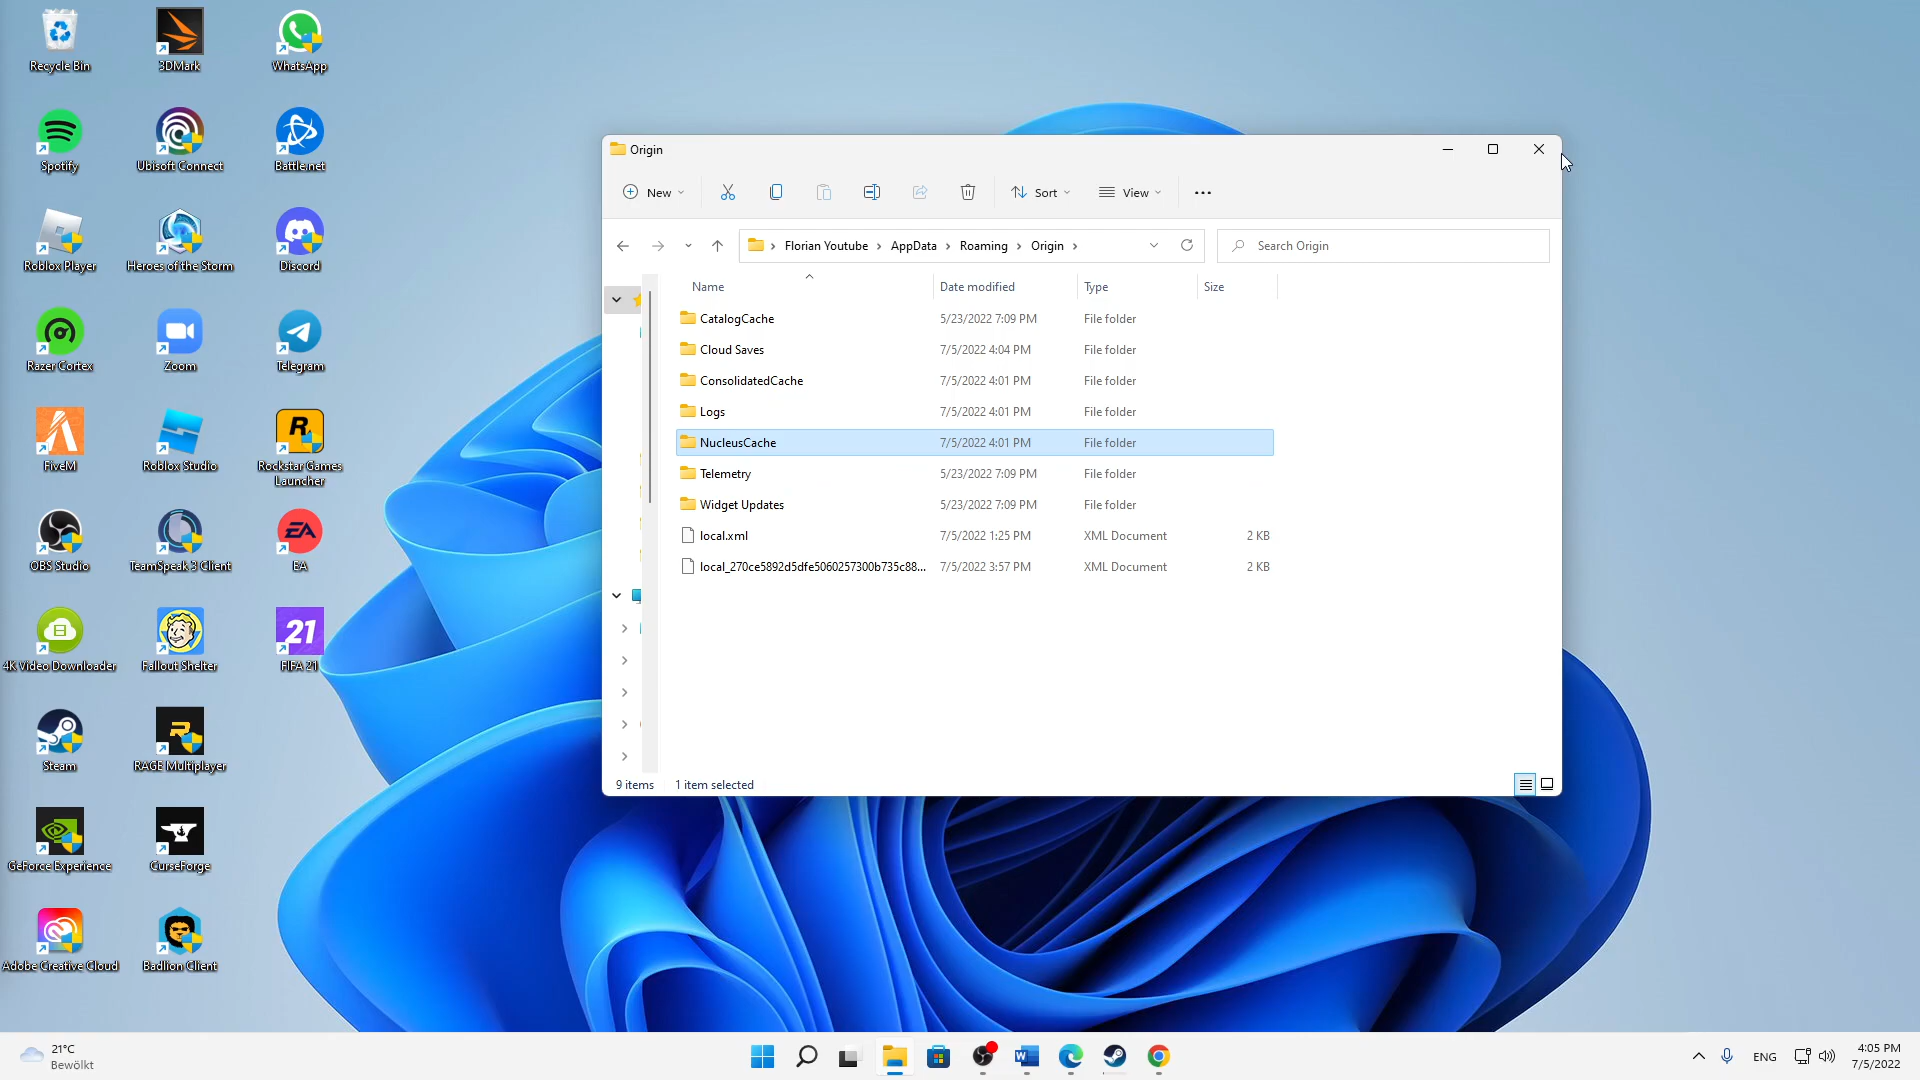 Recycle Bin
3DMark
WhatsApp
Spotify
Ubisoft Connect
Battle.net
Roblox Player
Heroes of the Storm
Discord
Razer Cortex
Zoom
Telegram
FiveM
Roblox Studio
Rockstar Games
Launcher
OBS Studio
TeamSpeak 3 Client
EA
EA
4K Video Downloader
Fallout Shelter
21
FIFA 21
Steam
RAGE Multiplayer
GeForce Experience
CurseForge
Adobe Creative Cloud
Badlion Client
Origin
New
Sort
View
Florian Youtube
AppData
Roaming
Origin
Search Origin
Name
Date modified
Type
Size
CatalogCache 5/23/2022 7:09 PM File folder
Cloud Saves 7/5/2022 4:04 PM File folder
ConsolidatedCache 7/5/2022 4:01 PM File folder
Logs 7/5/2022 4:01 PM File folder
NucleusCache 7/5/2022 4:01 PM File folder
Telemetry 5/23/2022 7:09 PM File folder
Widget Updates 5/23/2022 7:09 PM File folder
local.xml 7/5/2022 1:25 PM XML Document 2 KB
local_270ce5892d5dfe5060257300b735c88... 7/5/2022 3:57 PM XML Document 2 KB
9 items 1 item selected
21°C
Bewölkt
ENG
4:05 PM
7/5/2022